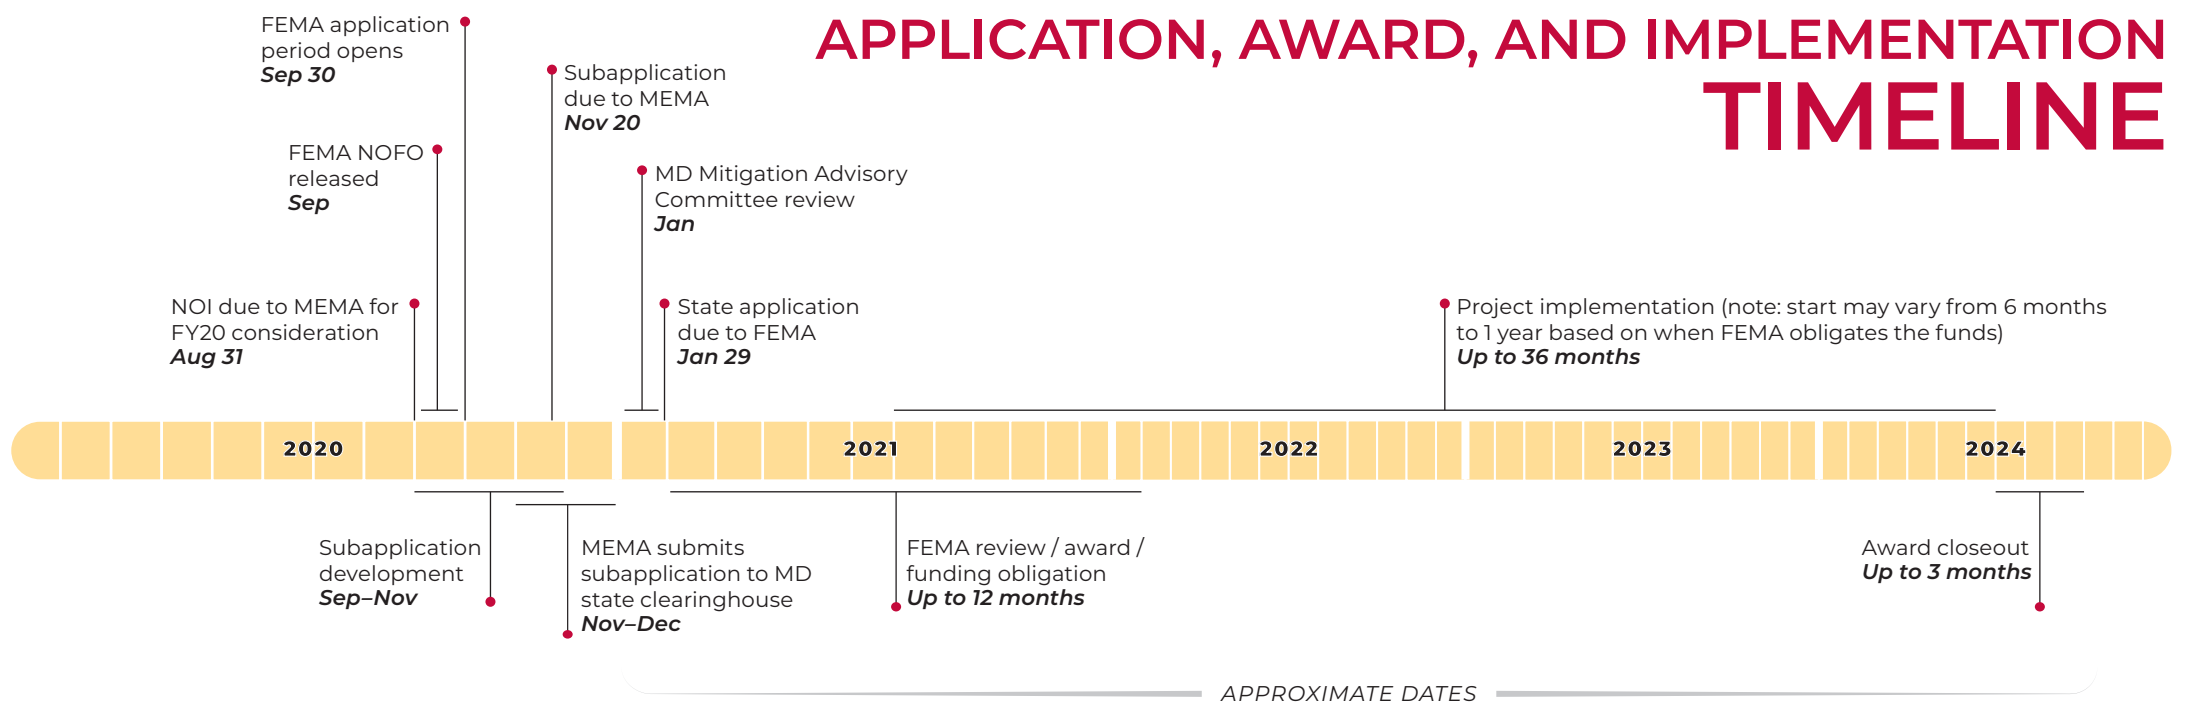 APPLICATION, AWARD, AND IMPLEMENTATION
TIMELINE
FEMA application
period opens
Sep 30
Subapplication
due to MEMA
Nov 20
FEMA NOFO
released
Sep
MD Mitigation Advisory
Committee review
Jan
NOI due to MEMA for
FY20 consideration
Aug 31
State application
due to FEMA
Jan 29
Project implementation (note: start may vary from 6 months
to 1 year based on when FEMA obligates the funds)
Up to 36 months
2020
2021
2022
2023
2024
Subapplication
development
Sep–Nov
MEMA submits
subapplication to MD
state clearinghouse
Nov–Dec
FEMA review / award /
funding obligation
Up to 12 months
Award closeout
Up to 3 months
APPROXIMATE DATES